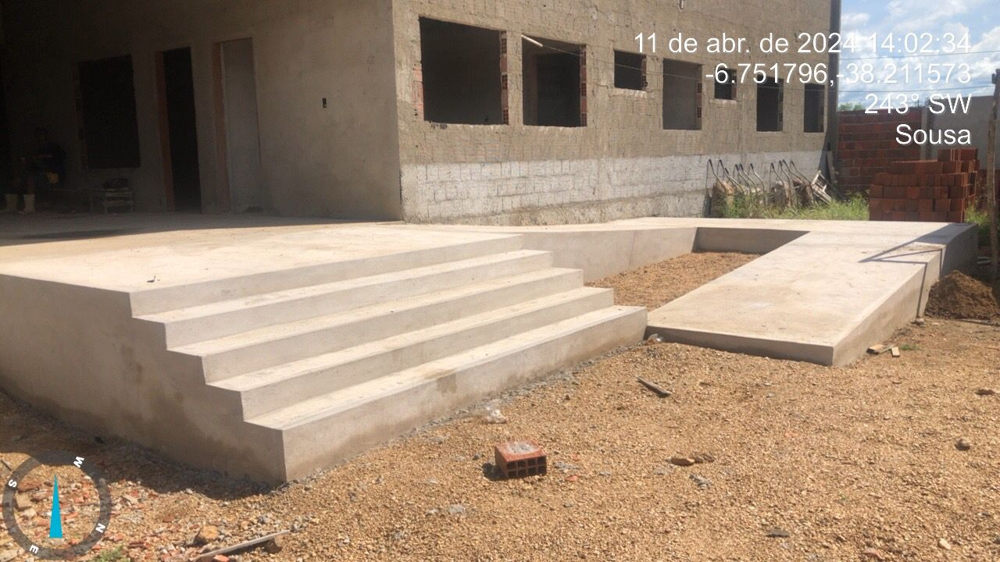 11 de abr. de 2024 14:02:34
-6.751796,-38.211573
243° SW
Sousa
W
S
N
E